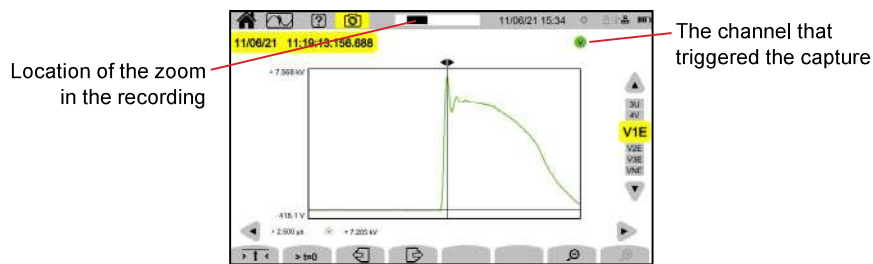 ? 11/06/21 15:34
11/06/21 11:19:13.156.688
The channel that
triggered the capture
Location of the zoom
in the recording
+ 7.568 kV
3U
4V
V1E
V2E
V3E
VNE
- 418.1 V
+ 2.500 µs + 7.203 kV
> t=0